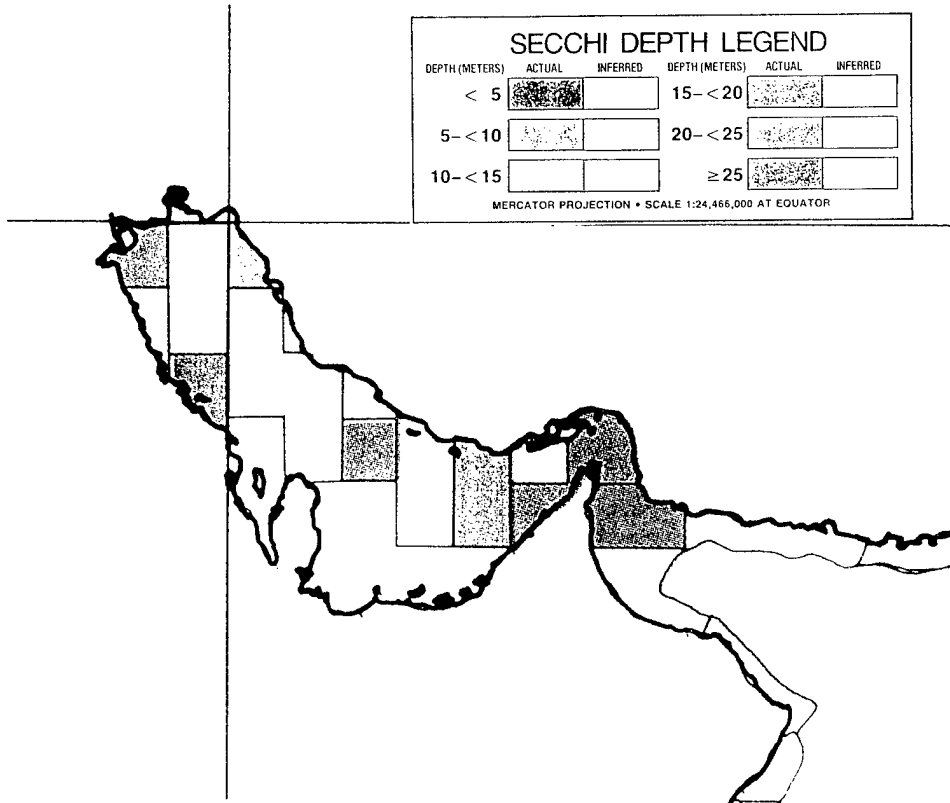 SECCHI DEPTH LEGEND
DEPTH (METERS) ACTUAL INFERRED DEPTH (METERS) ACTUAL INFERRED
< 5 15-<20
5-<10 20-<25
10-<15 ≥25
MERCATOR PROJECTION • SCALE 1:24,466,000 AT EQUATOR